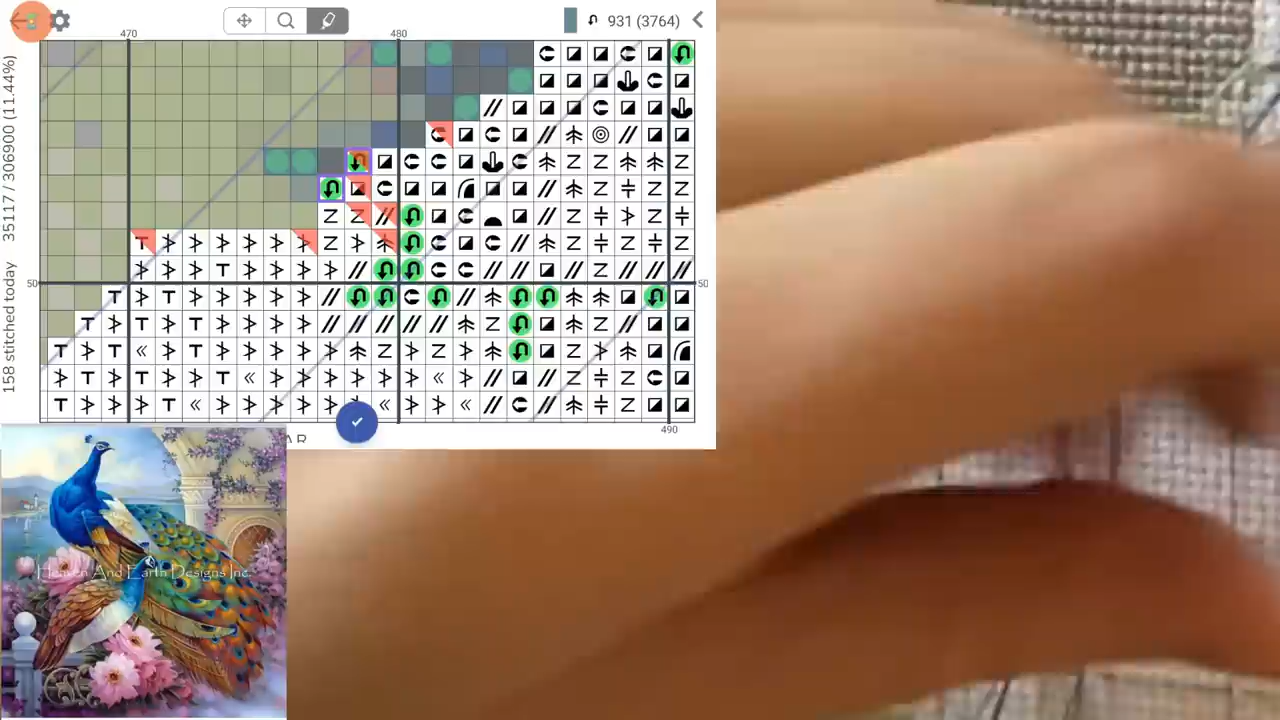 931 (3764)
470 480
158 stitched today 35117 / 306900 (11.44%)
50 50
490
Heaven And Earth Designs Inc.